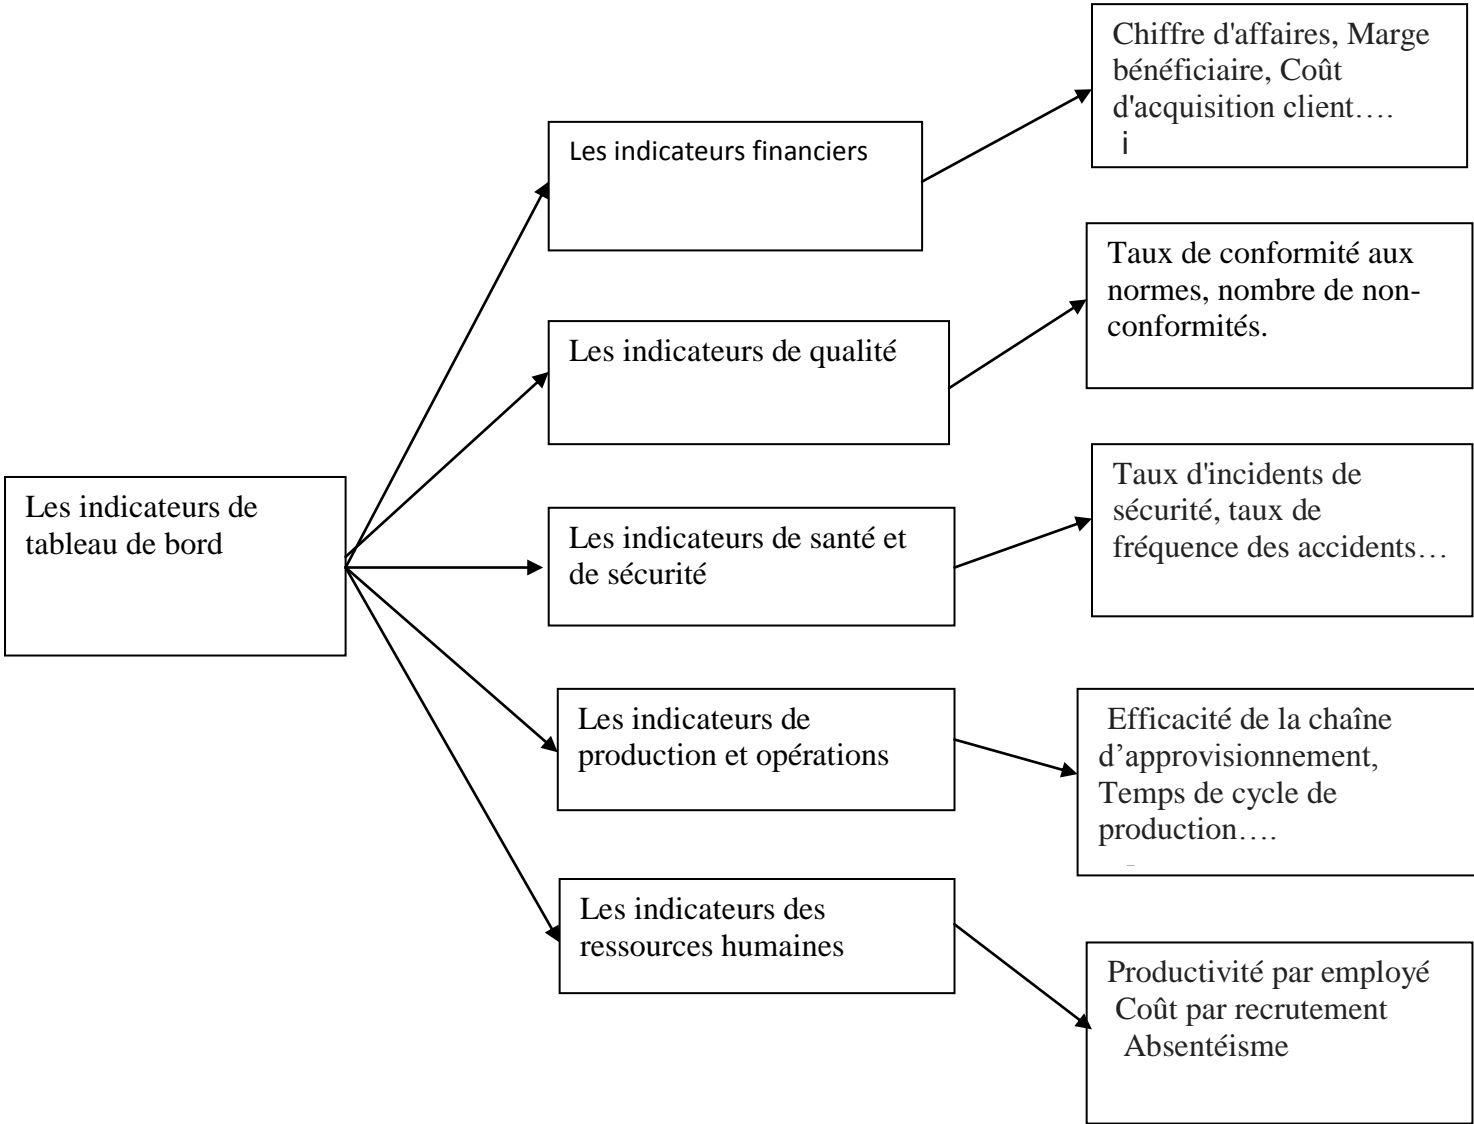 Les indicateurs de
tableau de bord
Les indicateurs financiers
Chiffre d'affaires, Marge
bénéficiaire, Coût
d'acquisition client….
i
Les indicateurs de qualité
Taux de conformité aux
normes, nombre de non-
conformités.
Les indicateurs de santé et
de sécurité
Taux d'incidents de
sécurité, taux de
fréquence des accidents…
Les indicateurs de
production et opérations
Efficacité de la chaîne
d’approvisionnement,
Temps de cycle de
production….
Les indicateurs des
ressources humaines
Productivité par employé
Coût par recrutement
Absentéisme